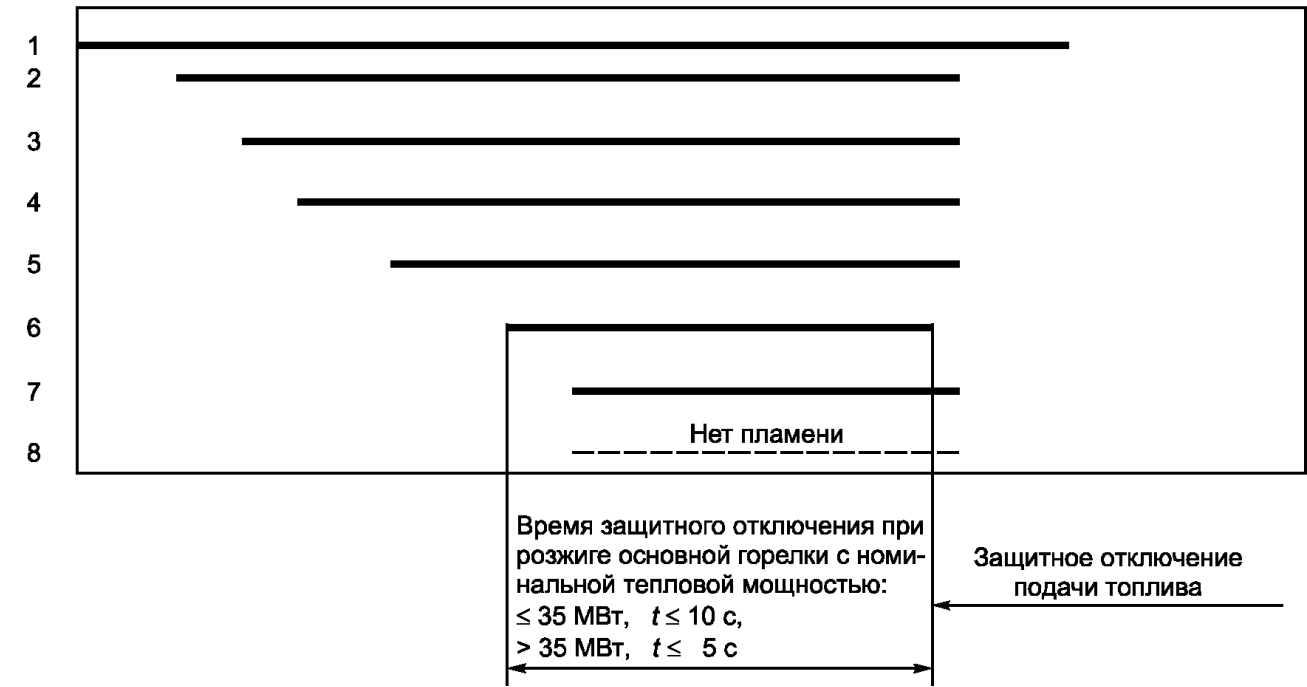 1
2
3
4
5
6
7
Нет пламени
8
Время защитного отключения при
розжиге основной горелки с номи-
нальной тепловой мощностью:
≤ 35 МВт, t ≤ 10 с,
> 35 МВт, t ≤ 5 с
Защитное отключение
подачи топлива